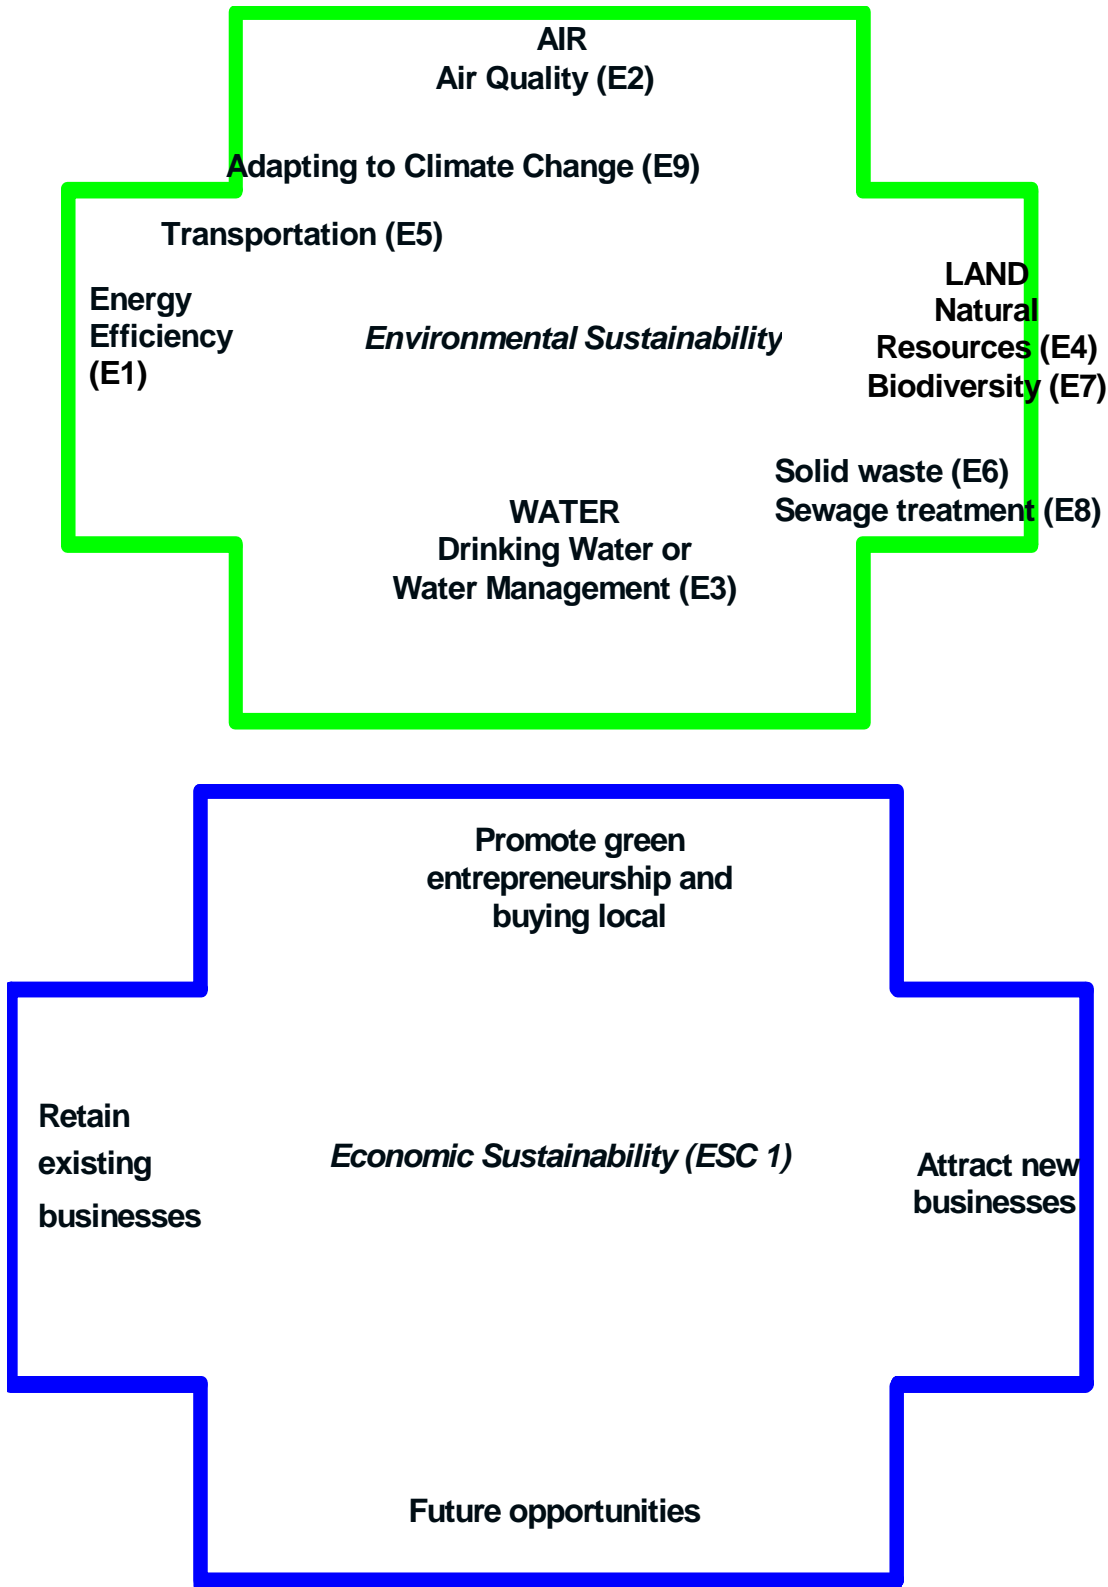 AIR
Air Quality (E2)
Adapting to Climate Change (E9)
Transportation (E5)
Energy
Efficiency
(E1)
Environmental Sustainability
LAND
Natural
Resources (E4)
Biodiversity (E7)
Solid waste (E6)
Sewage treatment (E8)
WATER
Drinking Water or
Water Management (E3)
Promote green
entrepreneurship and
buying local
Retain
existing
businesses
Economic Sustainability (ESC 1)
Attract new
businesses
Future opportunities